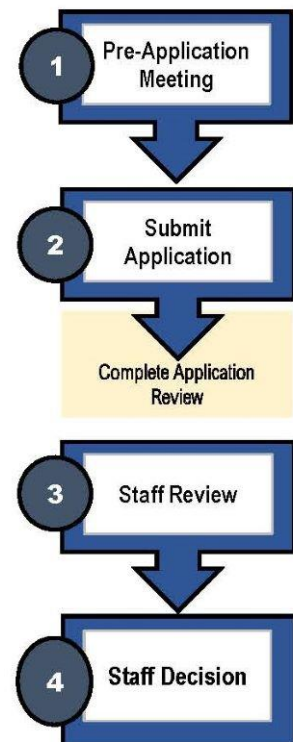 1
Pre-Application
Meeting
2
Submit
Application
Complete Application
Review
3
Staff Review
4
Staff Decision